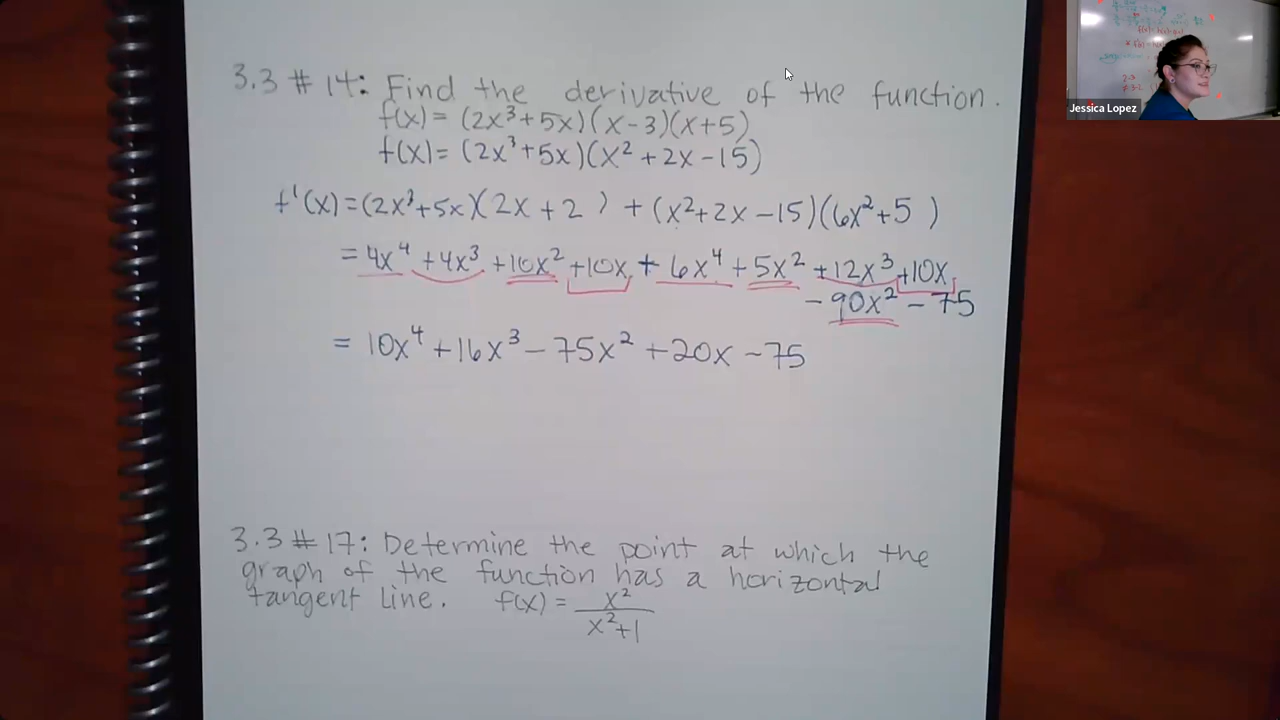 3.3 # 14: Find the derivative of the function.
f(x) = (2x³+5x)(x-3)(x+5)
f(x) = (2x³+5x)(x² +2x-15)
f'(x) = (2x³+5x)(2x + 2 ) + (x²+2x-15)(6x²+5 )
= 4x⁴ +4x³ +10x² +10x + 6x⁴ +5x² +12x³ +10x
- 90x² - 75
= 10x⁴ +16x³ - 75x² +20x - 75
3.3 # 17: Determine the point at which the
graph of the function has a horizontal
tangent line. f(x) = x²
x²+1
Jessica Lopez